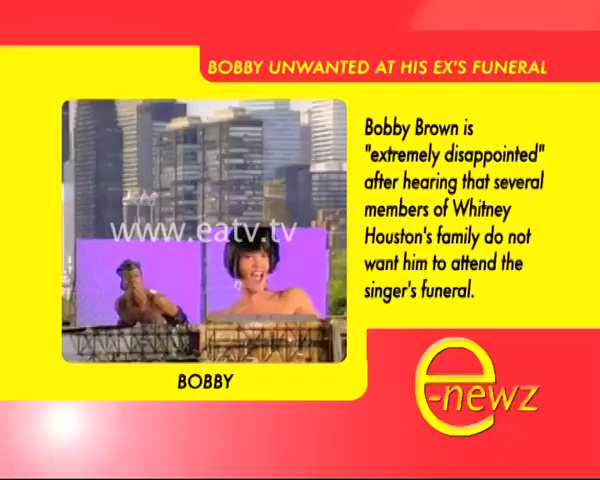 BOBBY UNWANTED AT HIS EX'S FUNERAL
www.eatv.tv
Bobby Brown is
"extremely disappointed"
after hearing that several
members of Whitney
Houston's family do not
want him to attend the
singer's funeral.
BOBBY
e-newz